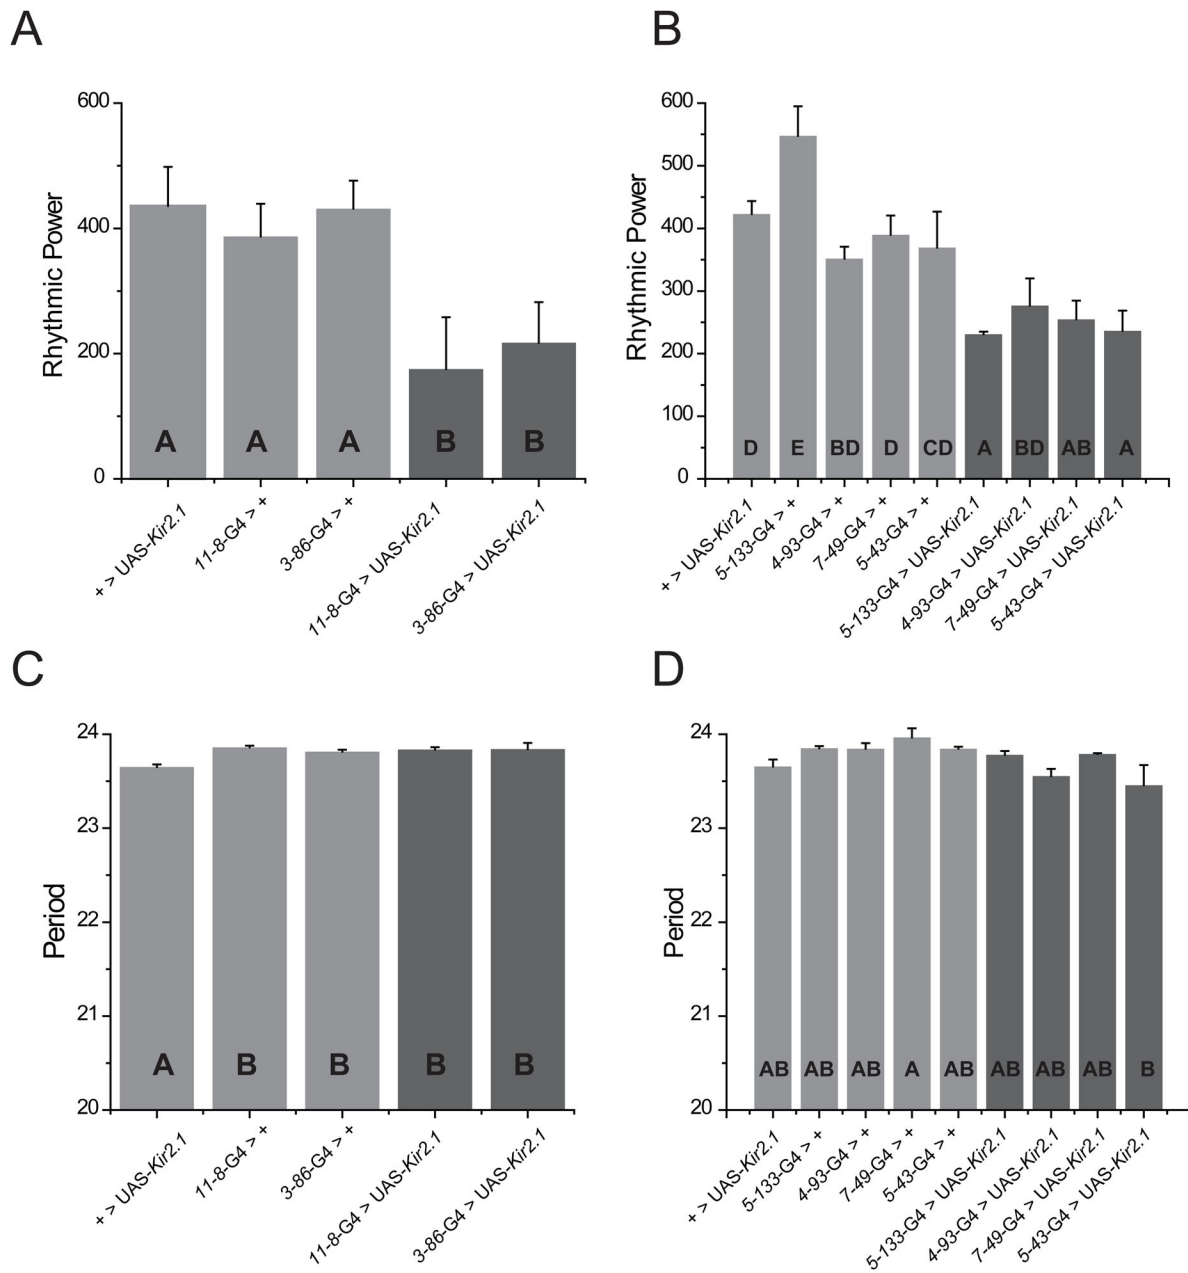 A
B
600
400
200
0
Rhythmic Power
A
A
A
B
B
+ > UAS-Kir2.1
11-8-G4 > +
3-86-G4 > +
11-8-G4 > UAS-Kir2.1
3-86-G4 > UAS-Kir2.1
600
500
400
300
200
100
0
Rhythmic Power
D
E
BD
D
CD
A
BD
AB
A
+ > UAS-Kir2.1
5-133-G4 > +
4-93-G4 > +
7-49-G4 > +
5-43-G4 > +
5-133-G4 > UAS-Kir2.1
4-93-G4 > UAS-Kir2.1
7-49-G4 > UAS-Kir2.1
5-43-G4 > UAS-Kir2.1
C
D
24
23
22
21
20
Period
A
B
B
B
B
+ > UAS-Kir2.1
11-8-G4 > +
3-86-G4 > +
11-8-G4 > UAS-Kir2.1
3-86-G4 > UAS-Kir2.1
24
23
22
21
20
Period
AB
AB
AB
A
AB
AB
AB
AB
B
+ > UAS-Kir2.1
5-133-G4 > +
4-93-G4 > +
7-49-G4 > +
5-43-G4 > +
5-133-G4 > UAS-Kir2.1
4-93-G4 > UAS-Kir2.1
7-49-G4 > UAS-Kir2.1
5-43-G4 > UAS-Kir2.1